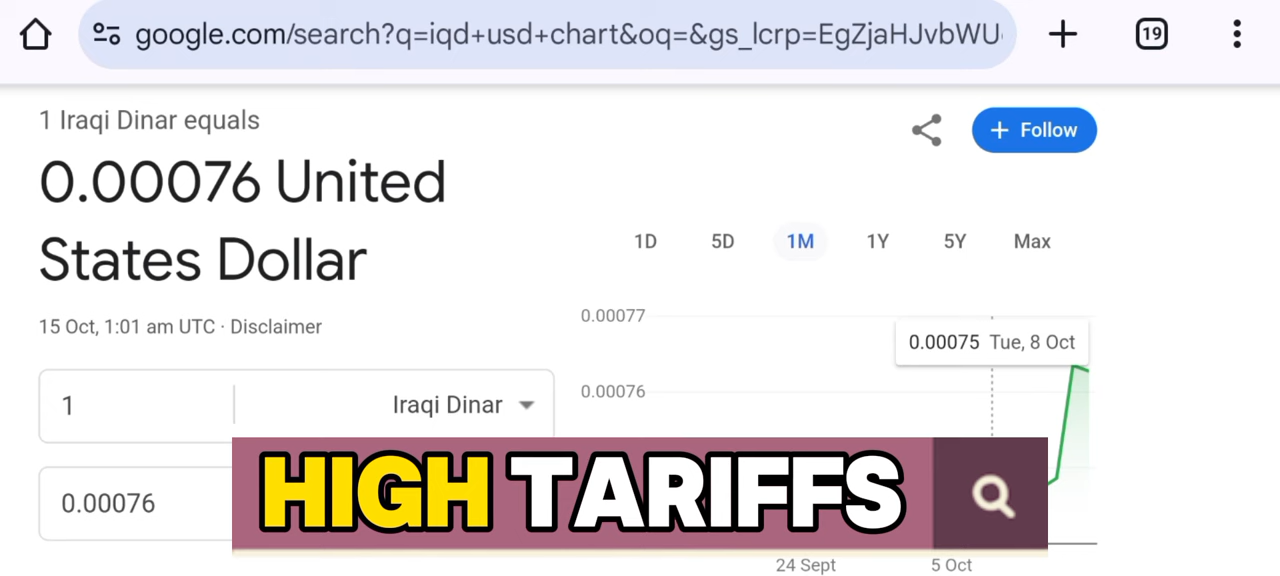 google.com/search?q=iqd+usd+chart&oq=&gs_lcrp=EgZjaHJvbWU
19
1 Iraqi Dinar equals
Follow
0.00076 United
States Dollar
1D 5D 1M 1Y 5Y Max
15 Oct, 1:01 am UTC · Disclaimer
0.00077
0.00075 Tue, 8 Oct
0.00076
1 Iraqi Dinar
HIGH TARIFFS
0.00076
24 Sept 5 Oct